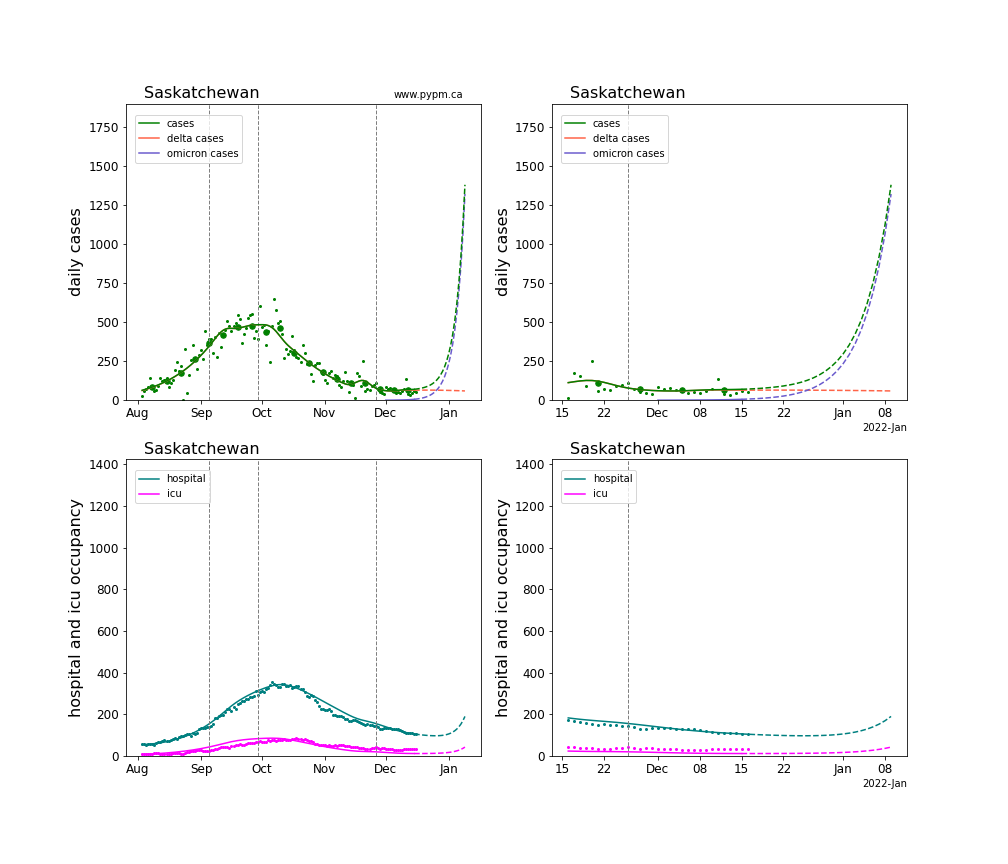 Saskatchewan
www.pypm.ca
daily cases
1750
1500
1250
1000
750
500
250
0
cases
delta cases
omicron cases
Aug Sep Oct Nov Dec Jan
Saskatchewan
daily cases
1750
1500
1250
1000
750
500
250
0
cases
delta cases
omicron cases
15 22 Dec 08 15 22 Jan 08
2022-Jan
Saskatchewan
hospital and icu occupancy
1400
1200
1000
800
600
400
200
0
hospital
icu
Aug Sep Oct Nov Dec Jan
Saskatchewan
hospital and icu occupancy
1400
1200
1000
800
600
400
200
0
hospital
icu
15 22 Dec 08 15 22 Jan 08
2022-Jan